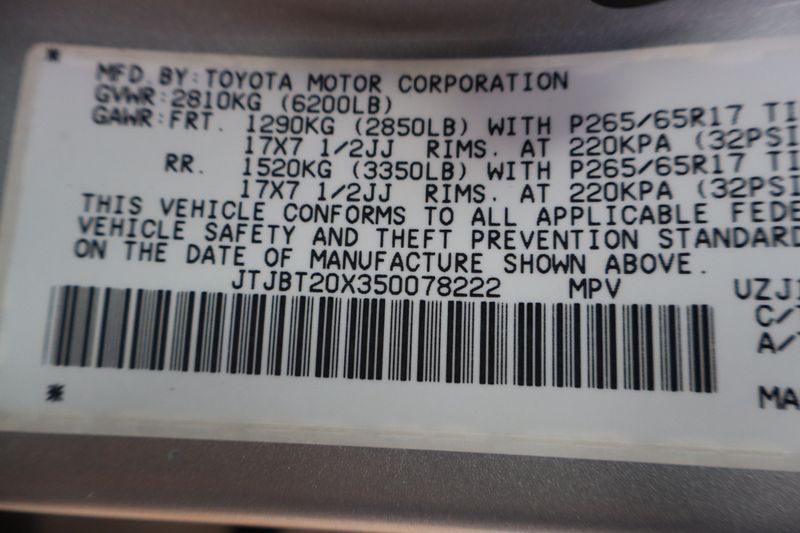 MFD. BY: TOYOTA MOTOR CORPORATION
GVWR: 2810KG (6200LB)
GAWR: FRT. 1290KG (2850LB) WITH P265/65R17 TI
17X7 1/2JJ RIMS. AT 220KPA (32PSI
RR. 1520KG (3350LB) WITH P265/65R17 TI
17X7 1/2JJ RIMS. AT 220KPA (32PSI
THIS VEHICLE CONFORMS TO ALL APPLICABLE FEDE
VEHICLE SAFETY AND THEFT PREVENTION STANDARD
ON THE DATE OF MANUFACTURE SHOWN ABOVE.
JTJBT20X350078222 MPV UZJ1
C/T
A/T
MA